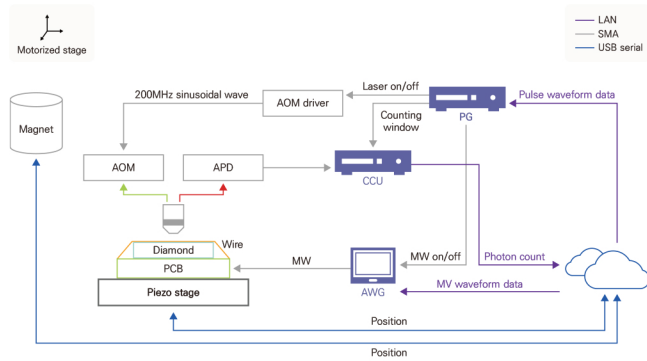 Motorized stage
LAN
SMA
USB serial
200MHz sinusoidal wave
AOM driver
Laser on/off
PG
Pulse waveform data
Counting
window
Magnet
AOM
APD
CCU
Wire
Diamond
PCB
Piezo stage
MW
AWG
MW on/off
Photon count
MV waveform data
Position
Position